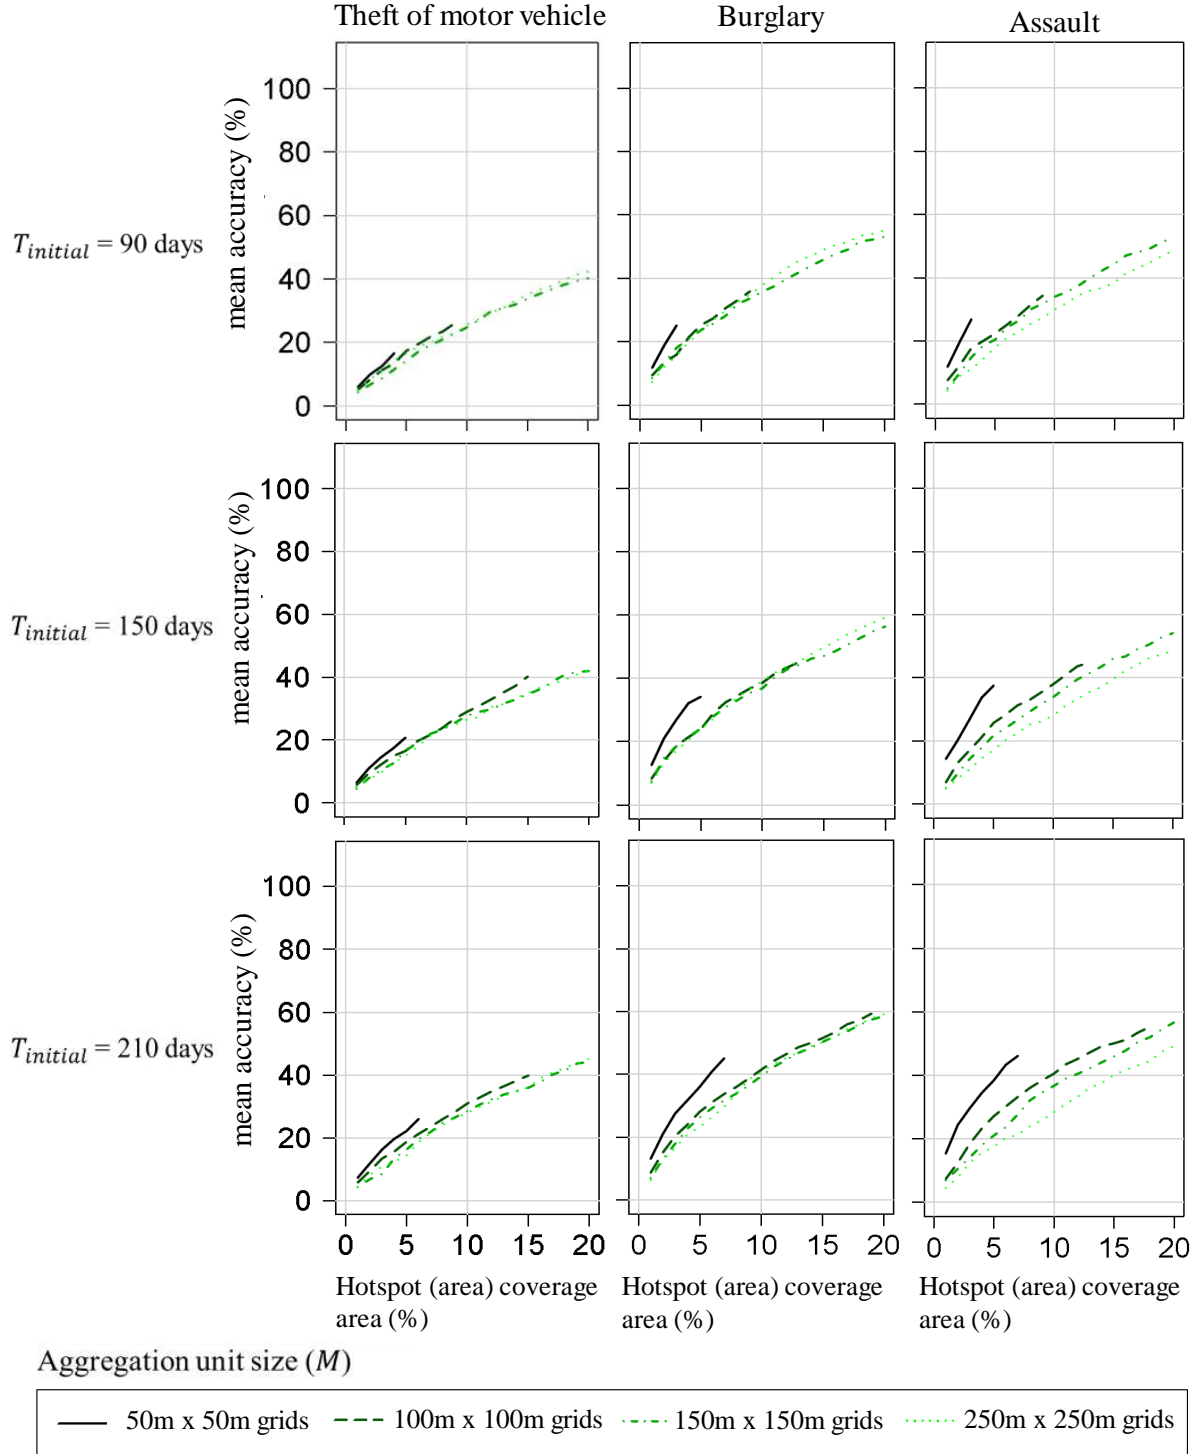 Theft of motor vehicle
Burglary
Assault
mean accuracy (%)
100
80
60
40
20
0
T_initial = 90 days
mean accuracy (%)
100
80
60
40
20
0
T_initial = 150 days
mean accuracy (%)
100
80
60
40
20
0
T_initial = 210 days
0 5 10 15 20
0 5 10 15 20
0 5 10 15 20
Hotspot (area) coverage
area (%)
Hotspot (area) coverage
area (%)
Hotspot (area) coverage
area (%)
Aggregation unit size (M)
50m x 50m grids
100m x 100m grids
150m x 150m grids
250m x 250m grids